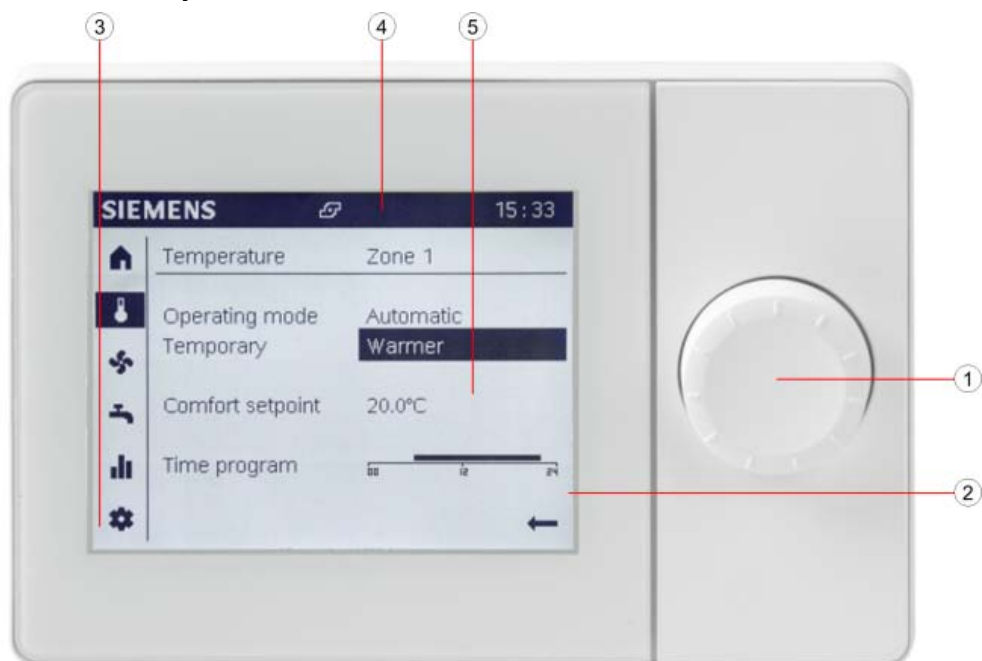 3 4 5
SIEMENS 15:33
Temperature Zone 1
Operating mode Automatic
Temporary Warmer
1
Comfort setpoint 20.0°C
Time program
00 12 24
2